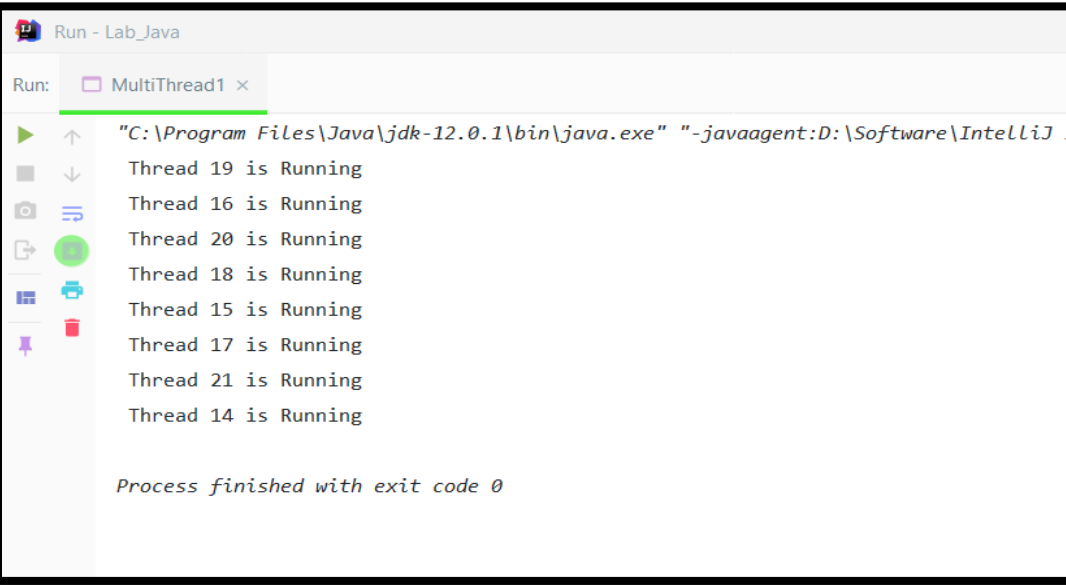 Run - Lab_Java
Run: MultiThread1 ×
"C:\Program Files\Java\jdk-12.0.1\bin\java.exe" "-javaagent:D:\Software\IntelliJ
Thread 19 is Running
Thread 16 is Running
Thread 20 is Running
Thread 18 is Running
Thread 15 is Running
Thread 17 is Running
Thread 21 is Running
Thread 14 is Running
Process finished with exit code 0